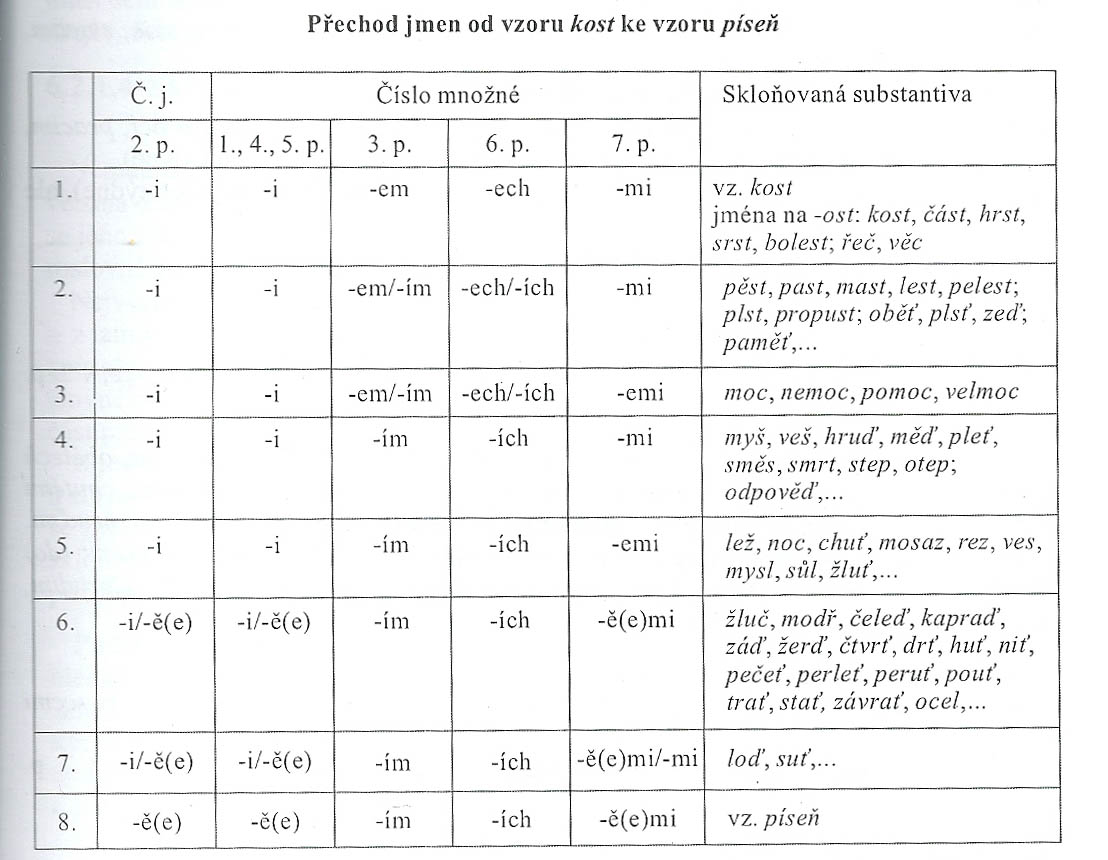 Přechod jmen od vzoru kost ke vzoru píseň
Č. j. Číslo množné Skloňovaná substantiva
2. p. 1., 4., 5. p. 3. p. 6. p. 7. p.
1. -i -i -em -ech -mi vz. kost
jména na -ost: kost, část, hrst,
srst, bolest; řeč, věc
2. -i -i -em/-ím -ech/-ích -mi pěst, past, mast, lest, pelest;
plst, propust; oběť, plsť, zeď;
paměť,...
3. -i -i -em/-ím -ech/-ích -emi moc, nemoc, pomoc, velmoc
4. -i -i -ím -ích -mi myš, veš, hruď, měď, pleť,
směs, smrt, step, otep;
odpověď,...
5. -i -i -ím -ích -emi lež, noc, chuť, mosaz, rez, ves,
mysl, sůl, žluť,...
6. -i/-ě(e) -i/-ě(e) -ím -ích -ě(e)mi žluč, modř, čeleď, kapraď,
záď, žerď, čtvrť, drť, huť, niť,
pečeť, perleť, peruť, pouť,
trať, stať, závrať, ocel,...
7. -i/-ě(e) -i/-ě(e) -ím -ích -ě(e)mi/-mi loď, suť,...
8. -ě(e) -ě(e) -ím -ích -ě(e)mi vz. píseň